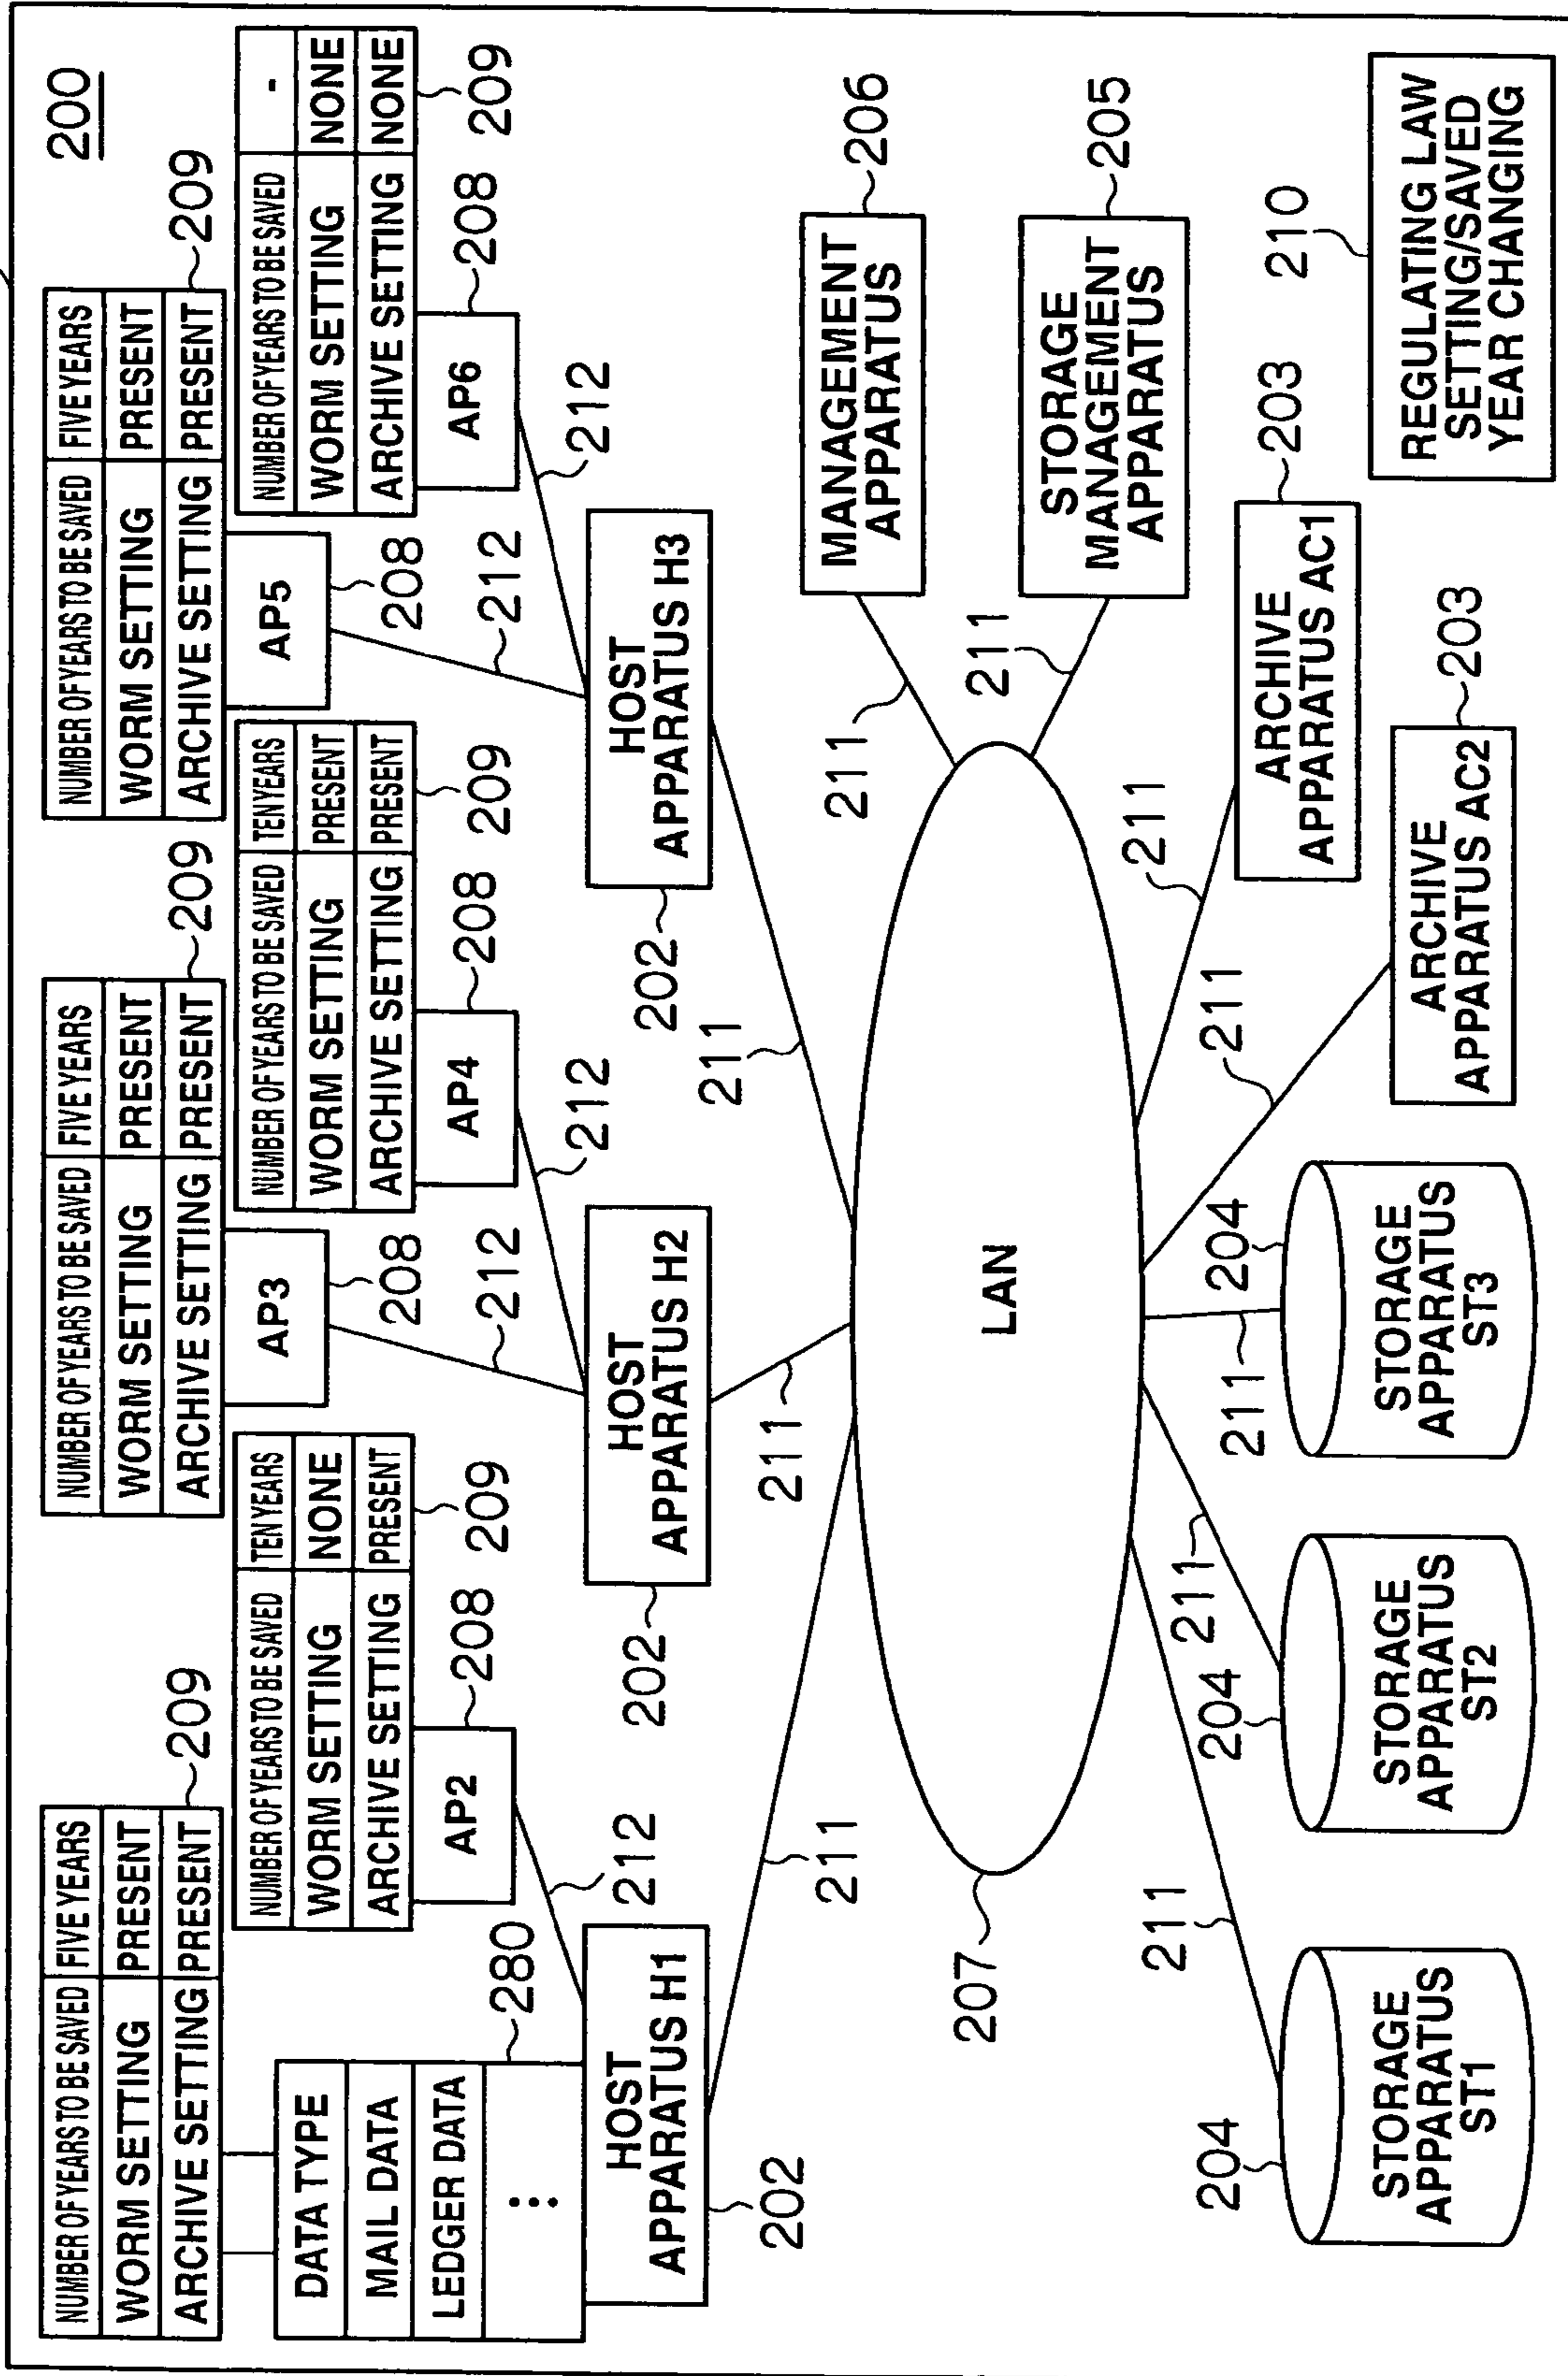 200
NUMBER OF YEARS TO BE SAVED FIVE YEARS
WORM SETTING PRESENT
ARCHIVE SETTING PRESENT
209
DATA TYPE
MAIL DATA
LEDGER DATA
⋮
280
NUMBER OF YEARS TO BE SAVED TEN YEARS
WORM SETTING NONE
ARCHIVE SETTING PRESENT
209
AP2
208
212
HOST
APPARATUS H1
202
211
NUMBER OF YEARS TO BE SAVED FIVE YEARS
WORM SETTING PRESENT
ARCHIVE SETTING PRESENT
209
AP3
208
212
NUMBER OF YEARS TO BE SAVED TEN YEARS
WORM SETTING PRESENT
ARCHIVE SETTING PRESENT
209
AP4
208
212
HOST
APPARATUS H2
202
211
NUMBER OF YEARS TO BE SAVED FIVE YEARS
WORM SETTING PRESENT
ARCHIVE SETTING PRESENT
209
AP5
208
212
NUMBER OF YEARS TO BE SAVED -
WORM SETTING NONE
ARCHIVE SETTING NONE
209
AP6
208
212
HOST
APPARATUS H3
202
211
LAN
207
MANAGEMENT
APPARATUS
206
211
STORAGE
MANAGEMENT
APPARATUS
205
211
ARCHIVE
APPARATUS AC1
203
211
ARCHIVE
APPARATUS AC2
203
211
STORAGE
APPARATUS
ST1
204
211
STORAGE
APPARATUS
ST2
204
211
STORAGE
APPARATUS
ST3
204
211
210
REGULATING LAW
SETTING/SAVED
YEAR CHANGING